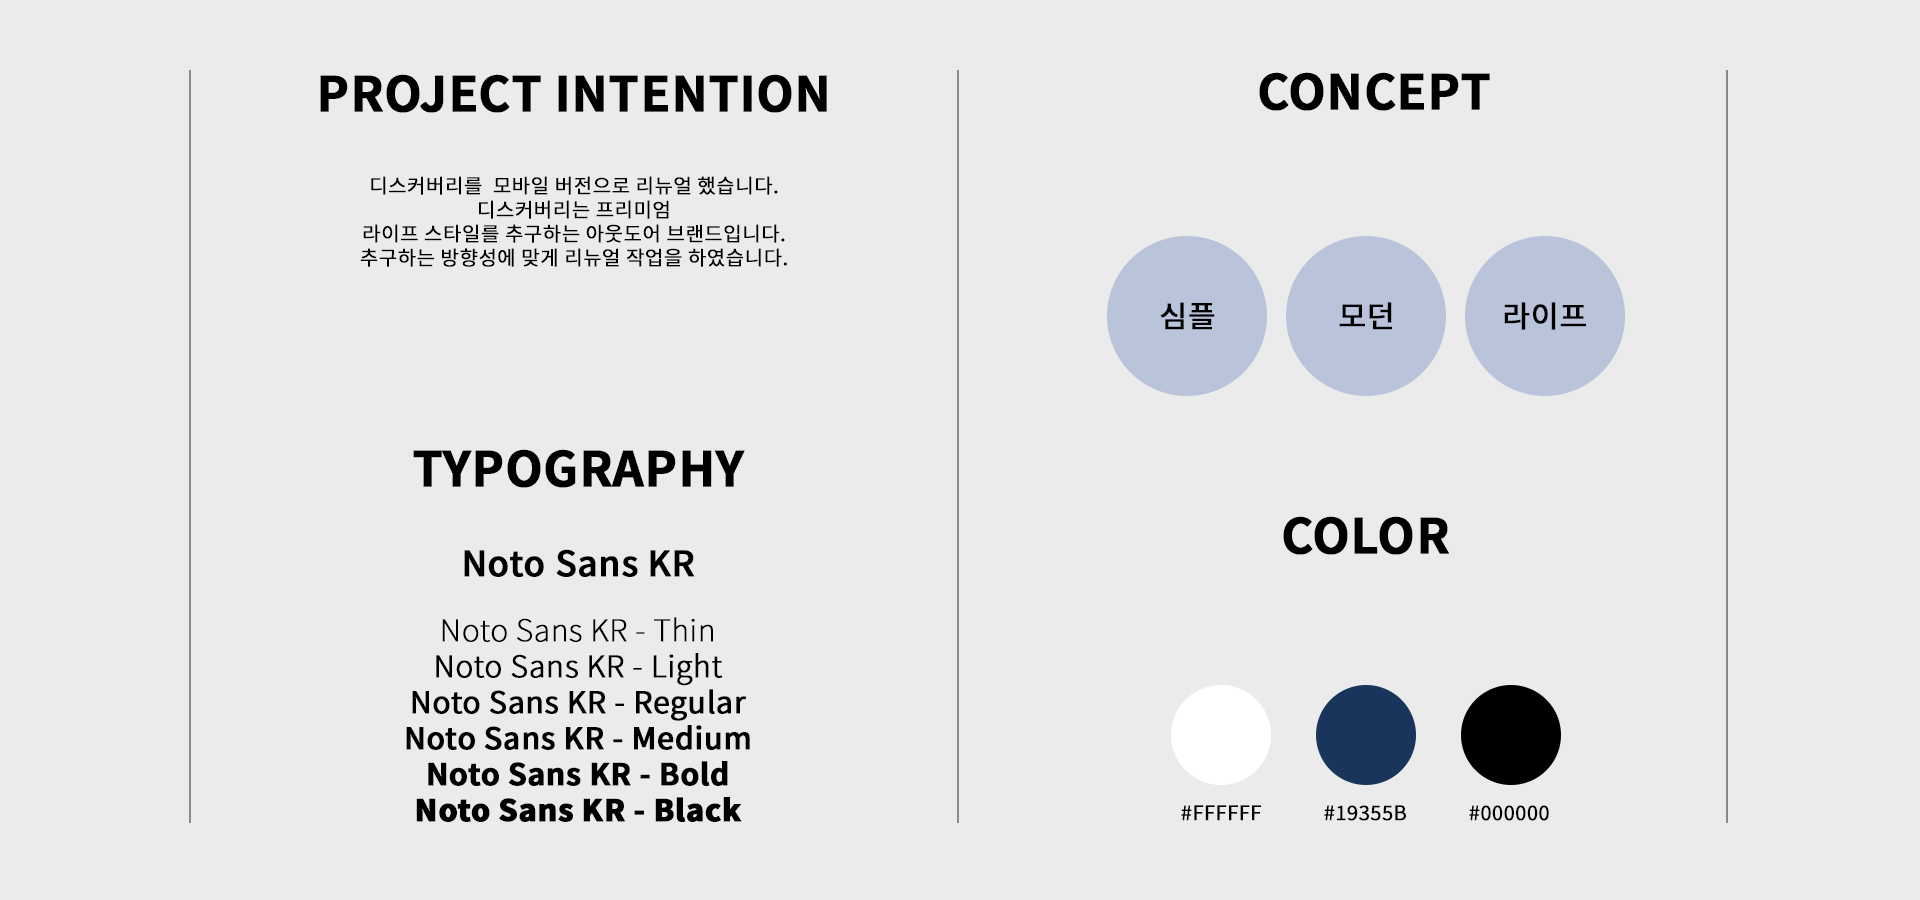 PROJECT INTENTION
디스커버리를  모바일 버전으로 리뉴얼 했습니다.
디스커버리는 프리미엄
라이프 스타일를 추구하는 아웃도어 브랜드입니다.
추구하는 방향성에 맞게 리뉴얼 작업을 하였습니다.
TYPOGRAPHY
Noto Sans KR
Noto Sans KR - Thin
Noto Sans KR - Light
Noto Sans KR - Regular
Noto Sans KR - Medium
Noto Sans KR - Bold
Noto Sans KR - Black
CONCEPT
심플
모던
라이프
COLOR
#FFFFFF
#19355B
#000000